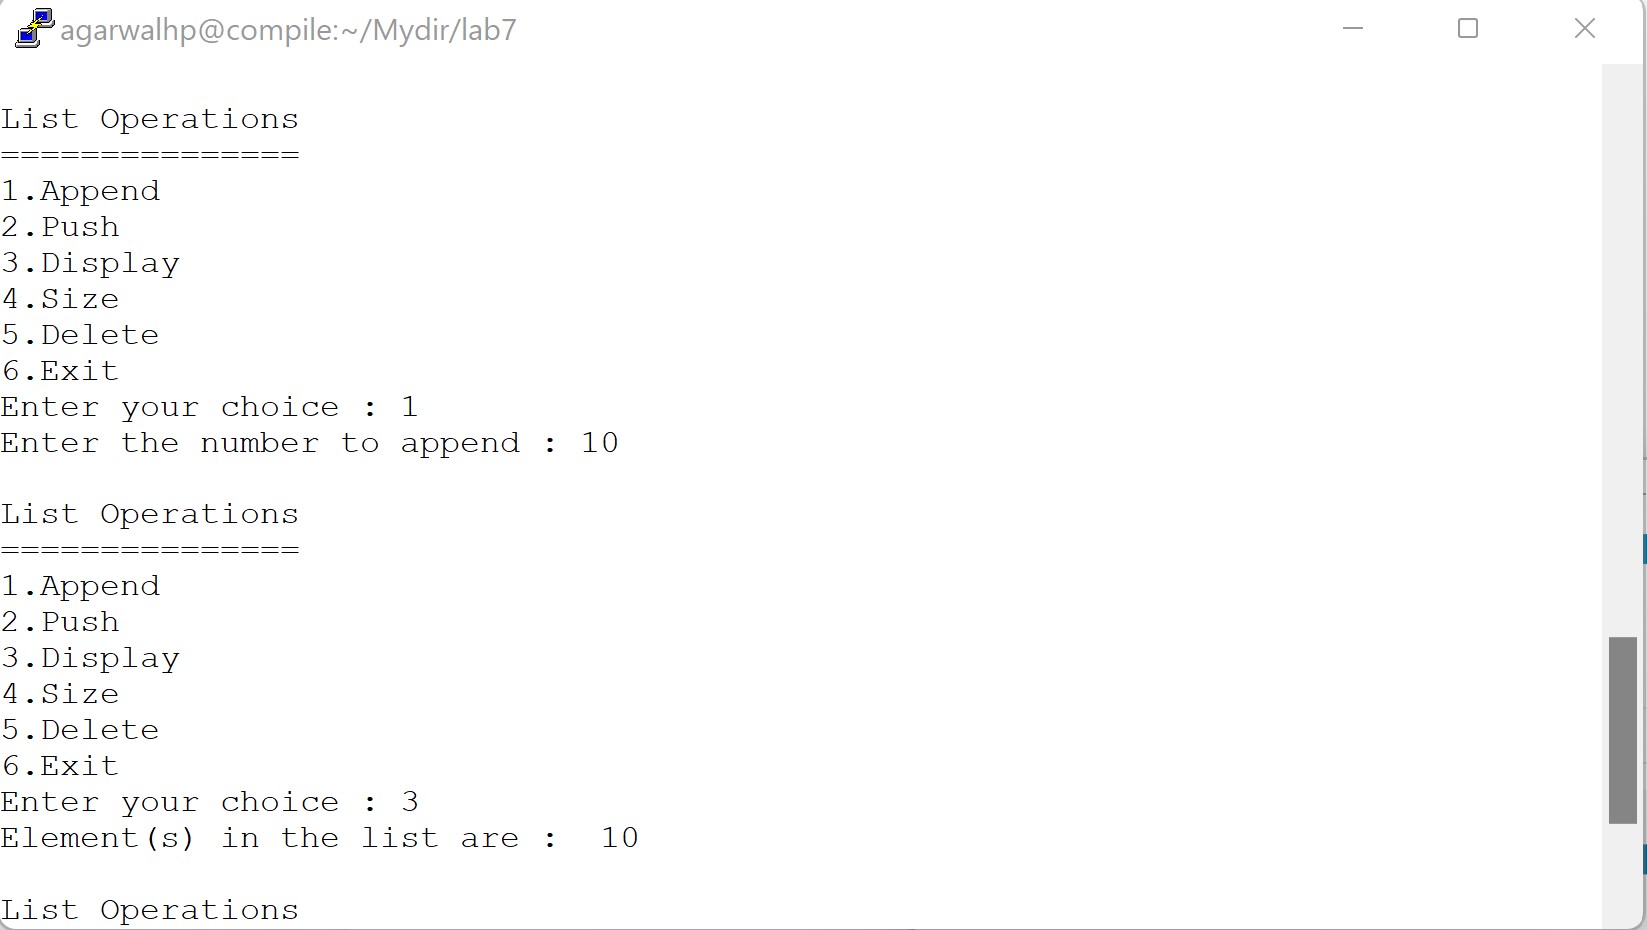 agarwalhp@compile:~/Mydir/lab7
List Operations
===============
1.Append
2.Push
3.Display
4.Size
5.Delete
6.Exit
Enter your choice : 1
Enter the number to append : 10
List Operations
===============
1.Append
2.Push
3.Display
4.Size
5.Delete
6.Exit
Enter your choice : 3
Element(s) in the list are :  10
List Operations